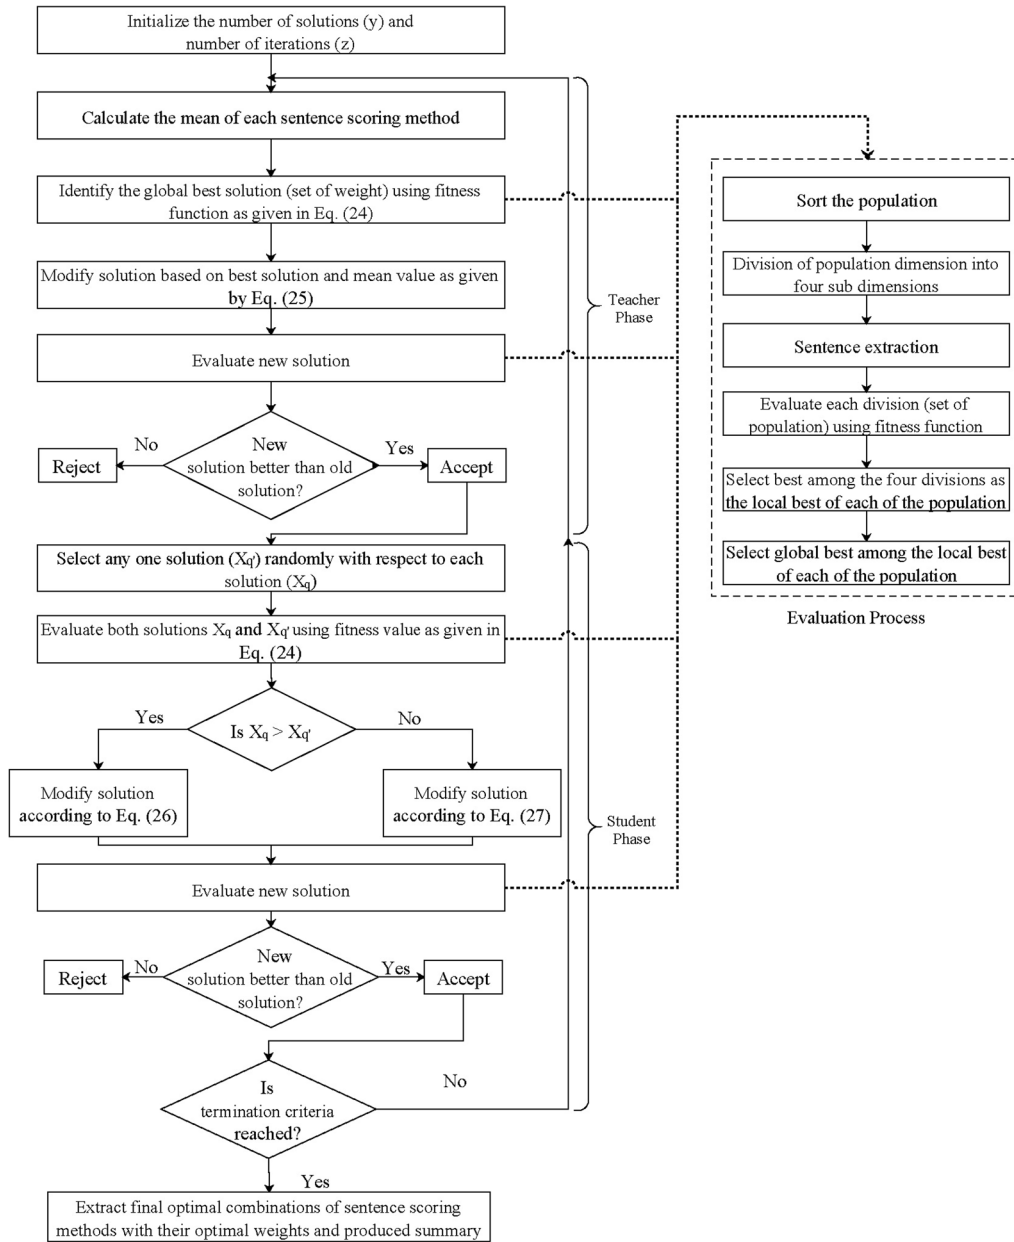 Initialize the number of solutions (y) and
number of iterations (z)
Calculate the mean of each sentence scoring method
Identify the global best solution (set of weight) using fitness
function as given in Eq. (24)
Modify solution based on best solution and mean value as given
by Eq. (25)
Evaluate new solution
New
solution better than old
solution?
No
Yes
Reject
Accept
Teacher
Phase
Select any one solution (Xq') randomly with respect to each
solution (Xq)
Evaluate both solutions Xq and Xq' using fitness value as given in
Eq. (24)
Is Xq > Xq'
Yes
No
Modify solution
according to Eq. (26)
Modify solution
according to Eq. (27)
Student
Phase
Evaluate new solution
New
solution better than old
solution?
No
Yes
Reject
Accept
Is
termination criteria
reached?
No
Yes
Extract final optimal combinations of sentence scoring
methods with their optimal weights and produced summary
Sort the population
Division of population dimension into
four sub dimensions
Sentence extraction
Evaluate each division (set of
population) using fitness function
Select best among the four divisions as
the local best of each of the population
Select global best among the local best
of each of the population
Evaluation Process